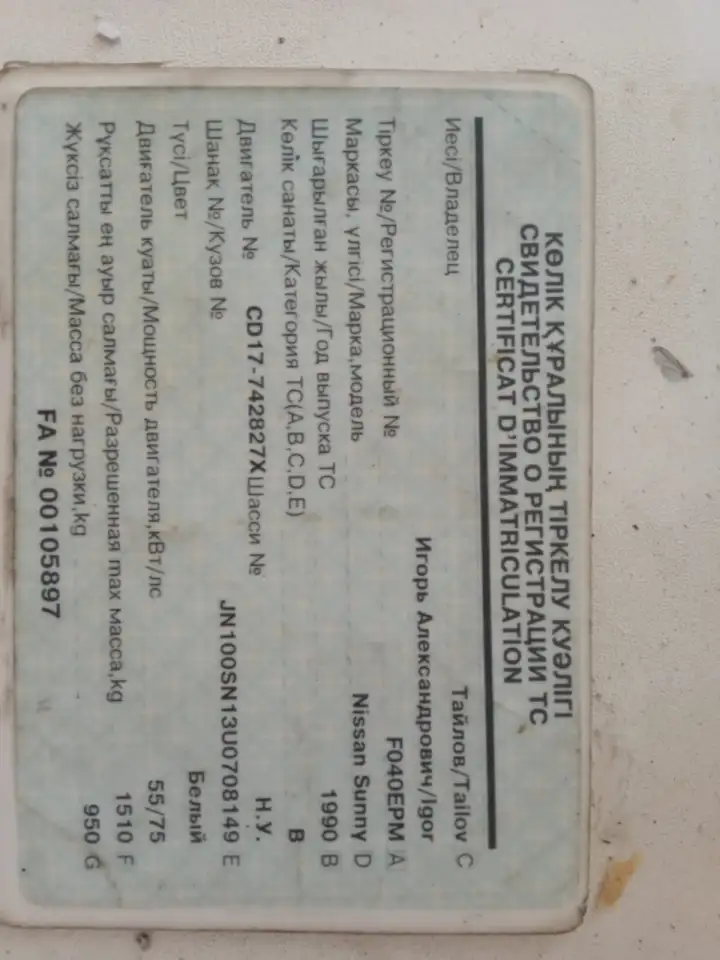 КӨЛІК ҚҰРАЛЫНЫҢ ТІРКЕЛУ КУӘЛІГІ
СВИДЕТЕЛЬСТВО О РЕГИСТРАЦИИ ТС
CERTIFICAT D'IMMATRICULATION
Иесі/Владелец Тайлов/Tailov C
Игорь Александрович/Igor
Тіркеу №/Регистрационный № F040EPM A
Маркасы, үлгісі/Марка,модель Nissan Sunny D
Шығарылған жылы/Год выпуска ТС 1990 B
Көлік санаты/Категория ТС(A,B,C,D,E) B
Двигатель № CD17-742827X Шасси № Н.У.
Шанақ №/Кузов № JN100SN13U0708149 E
Түсі/Цвет Белый
Двигатель куаты/Мощность двигателя,кВт/лс 55/75
Рұқсатты ең ауыр салмағы/Разрешенная max масса,kg 1510 F
Жүксіз салмағы/Масса без нагрузки,kg 950 G
FA № 00105897